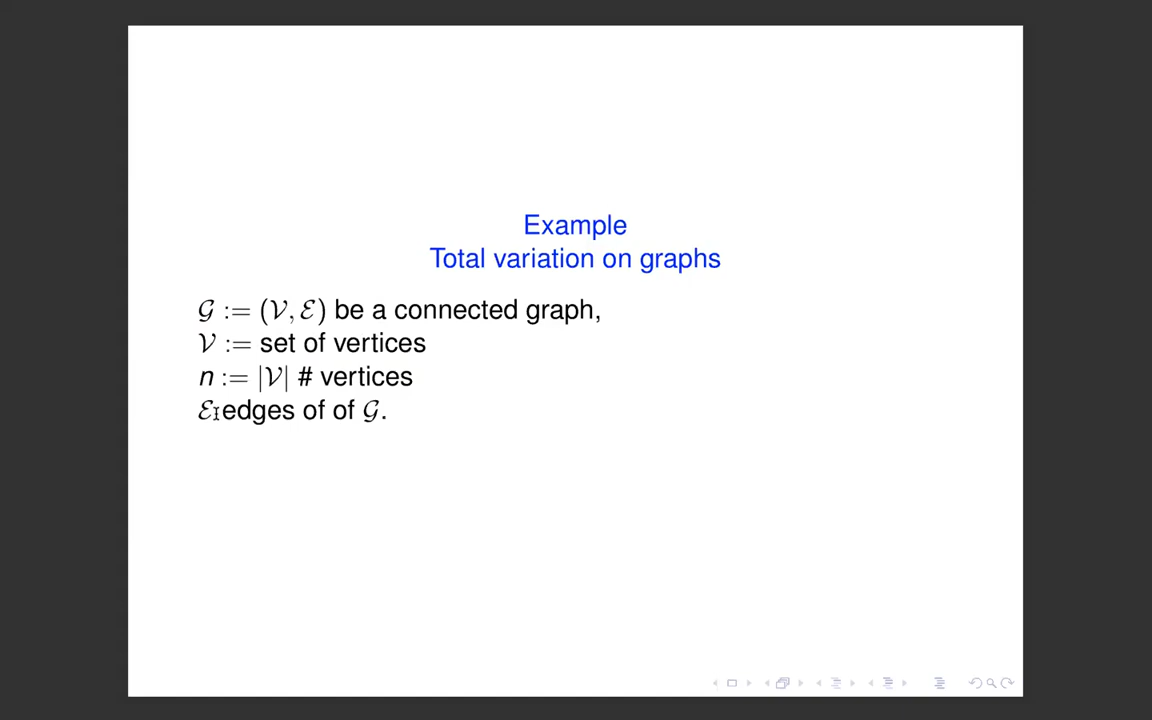 Example
Total variation on graphs
𝒢 := (𝒱, ℰ) be a connected graph,
𝒱 := set of vertices
n := |𝒱| # vertices
ℰ edges of of 𝒢.